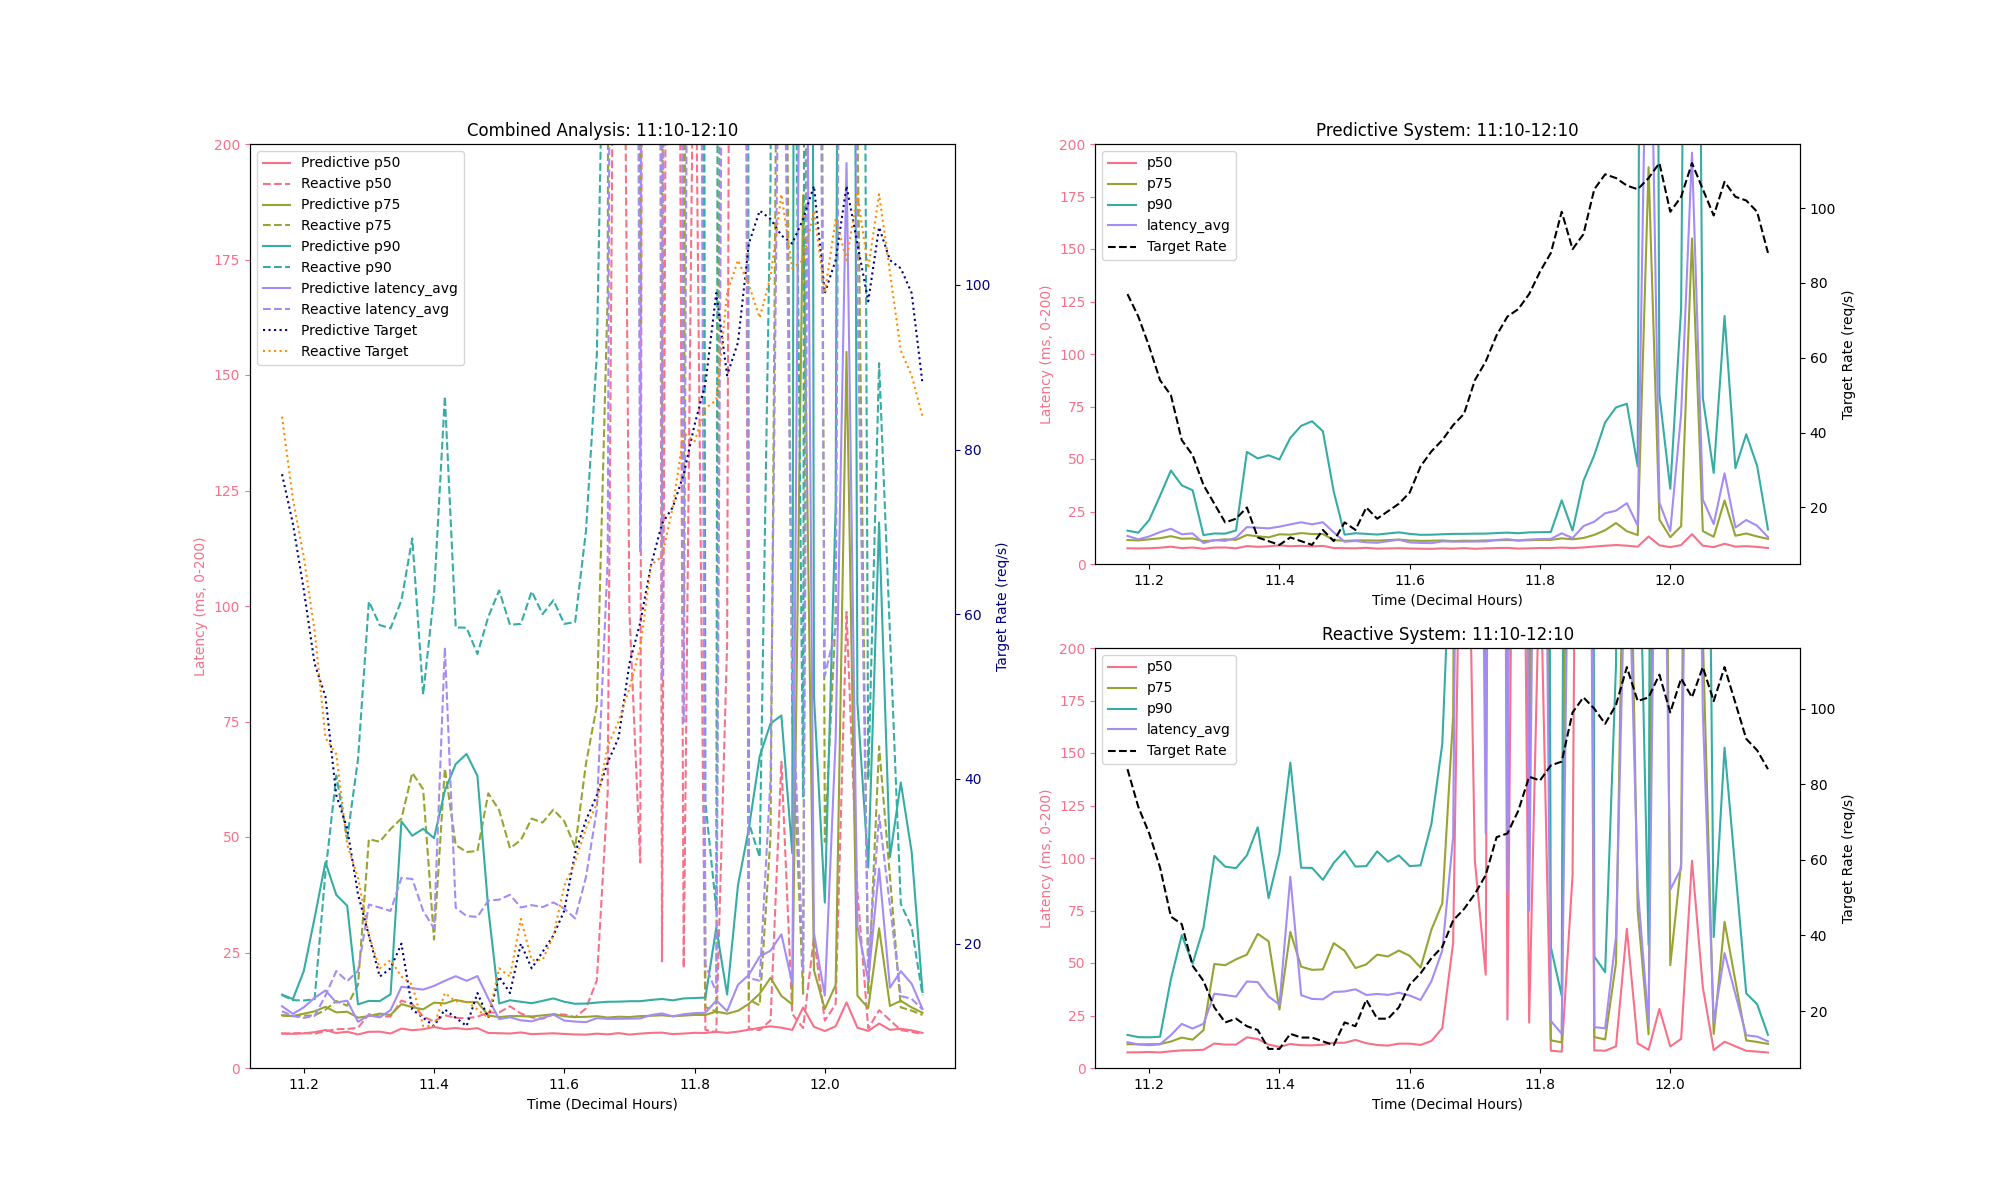 Combined Analysis: 11:10-12:10
Predictive p50
Reactive p50
Predictive p75
Reactive p75
Predictive p90
Reactive p90
Predictive latency_avg
Reactive latency_avg
Predictive Target
Reactive Target
200
175
150
125
100
75
50
25
0
Latency (ms, 0-200)
11.2 11.4 11.6 11.8 12.0
Time (Decimal Hours)
100
80
60
40
20
Target Rate (req/s)
Predictive System: 11:10-12:10
p50
p75
p90
latency_avg
Target Rate
200
175
150
125
100
75
50
25
0
Latency (ms, 0-200)
11.2 11.4 11.6 11.8 12.0
Time (Decimal Hours)
100
80
60
40
20
Target Rate (req/s)
Reactive System: 11:10-12:10
p50
p75
p90
latency_avg
Target Rate
200
175
150
125
100
75
50
25
0
Latency (ms, 0-200)
11.2 11.4 11.6 11.8 12.0
Time (Decimal Hours)
100
80
60
40
20
Target Rate (req/s)